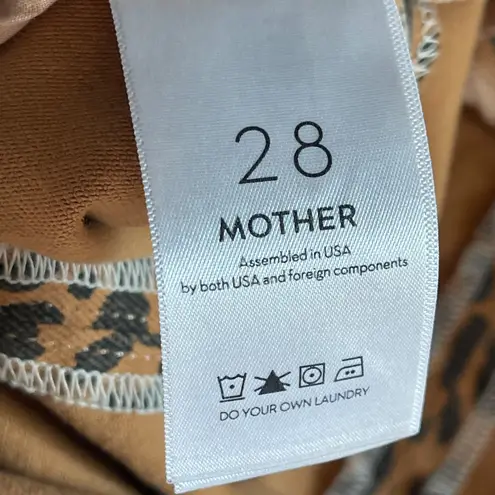 28
MOTHER
Assembled in USA
by both USA and foreign components
DO YOUR OWN LAUNDRY